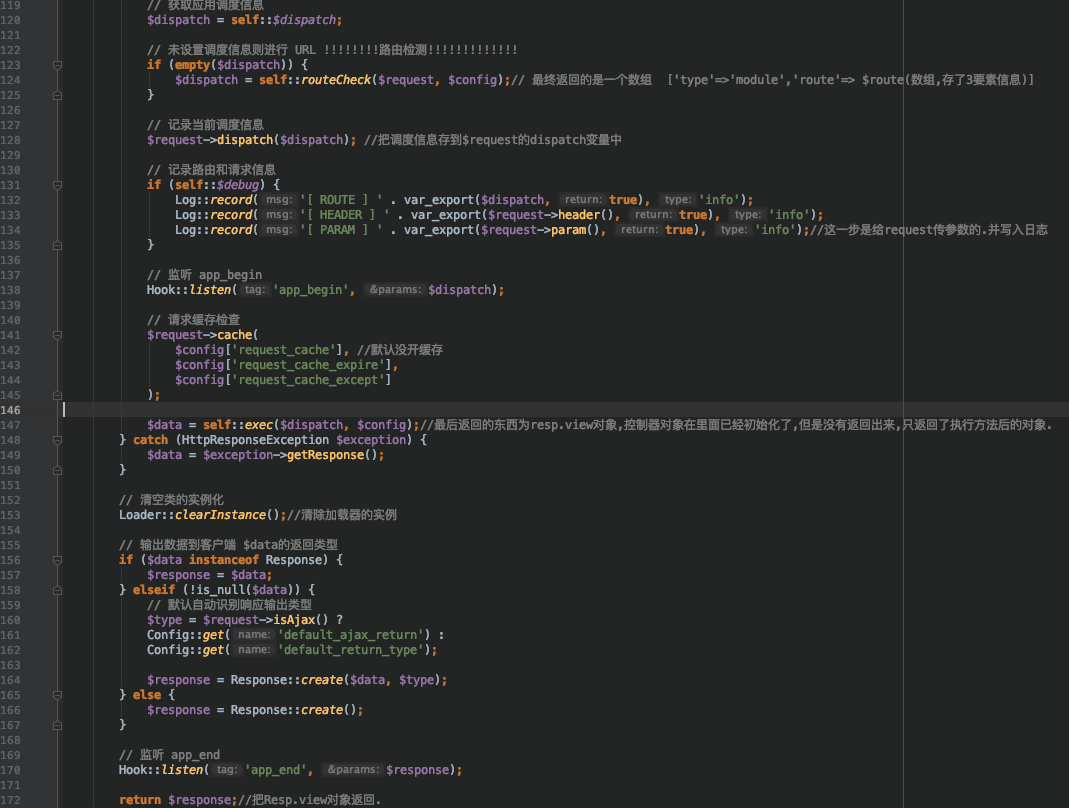 119 // 获取应用调度信息
120 $dispatch = self::$dispatch;
121
122 // 未设置调度信息则进行 URL !!!!!!!!路由检测!!!!!!!!!!!!!
123 if (empty($dispatch)) {
124 $dispatch = self::routeCheck($request, $config);// 最终返回的是一个数组 ['type'=>'module','route'=> $route(数组,存了3要素信息)]
125 }
126
127 // 记录当前调度信息
128 $request->dispatch($dispatch); //把调度信息存到$request的dispatch变量中
129
130 // 记录路由和请求信息
131 if (self::$debug) {
132 Log::record( msg: '[ ROUTE ] ' . var_export($dispatch, return: true), type: 'info');
133 Log::record( msg: '[ HEADER ] ' . var_export($request->header(), return: true), type: 'info');
134 Log::record( msg: '[ PARAM ] ' . var_export($request->param(), return: true), type: 'info');//这一步是给request传参数的.并写入日志
135 }
136
137 // 监听 app_begin
138 Hook::listen( tag: 'app_begin', &params: $dispatch);
139
140 // 请求缓存检查
141 $request->cache(
142 $config['request_cache'], //默认没开缓存
143 $config['request_cache_expire'],
144 $config['request_cache_except']
145 );
146
147 $data = self::exec($dispatch, $config);//最后返回的东西为resp.view对象,控制器对象在里面已经初始化了,但是没有返回出来,只返回了执行方法后的对象.
148 } catch (HttpResponseException $exception) {
149 $data = $exception->getResponse();
150 }
151
152 // 清空类的实例化
153 Loader::clearInstance();//清除加载器的实例
154
155 // 输出数据到客户端 $data的返回类型
156 if ($data instanceof Response) {
157 $response = $data;
158 } elseif (!is_null($data)) {
159 // 默认自动识别响应输出类型
160 $type = $request->isAjax() ?
161 Config::get( name: 'default_ajax_return') :
162 Config::get( name: 'default_return_type');
163
164 $response = Response::create($data, $type);
165 } else {
166 $response = Response::create();
167 }
168
169 // 监听 app_end
170 Hook::listen( tag: 'app_end', &params: $response);
171
172 return $response;//把Resp.view对象返回.